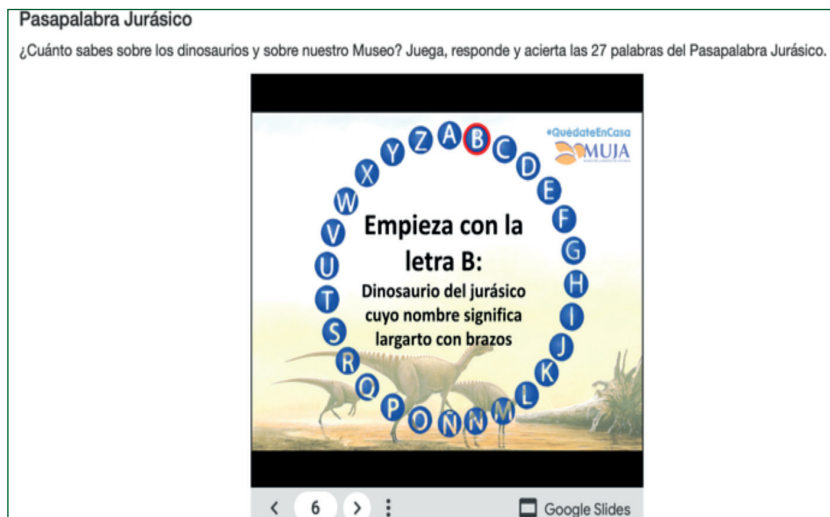 Pasapalabra Jurásico
¿Cuánto sabes sobre los dinosaurios y sobre nuestro Museo? Juega, responde y acierta las 27 palabras del Pasapalabra Jurásico.
#QuédateEnCasa
MUJA
A
B
C
D
E
F
G
H
I
J
K
L
M
N
Ñ
O
P
Q
R
S
T
U
V
W
X
Y
Z
Empieza con la
letra B:
Dinosaurio del jurásico
cuyo nombre significa
largarto con brazos
6
Google Slides